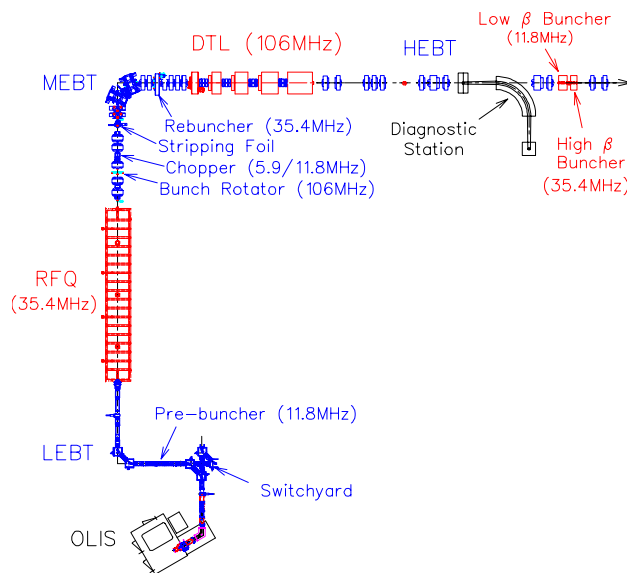 Low β Buncher
(11.8MHz)
DTL (106MHz)
HEBT
MEBT
Rebuncher (35.4MHz)
Stripping Foil
Chopper (5.9/11.8MHz)
Bunch Rotator (106MHz)
Diagnostic
Station
High β
Buncher
(35.4MHz)
RFQ
(35.4MHz)
Pre-buncher (11.8MHz)
LEBT
Switchyard
OLIS